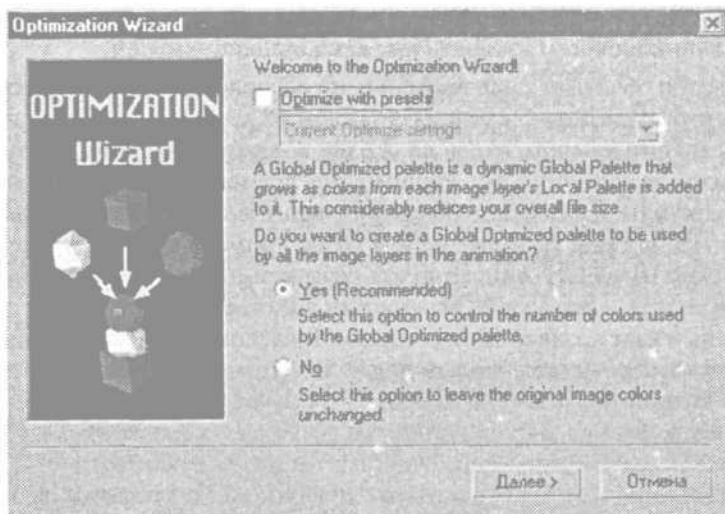 Optimization Wizard
OPTIMIZATION
Wizard
Welcome to the Optimization Wizard!
Optimize with presets
Current Optimize settings
A Global Optimized palette is a dynamic Global Palette that
grows as colors from each image layer's Local Palette is added
to it. This considerably reduces your overall file size.
Do you want to create a Global Optimized palette to be used
by all the image layers in the animation?
Yes (Recommended)
Select this option to control the number of colors used
by the Global Optimized palette.
No
Select this option to leave the original image colors
unchanged.
Далее >
Отмена